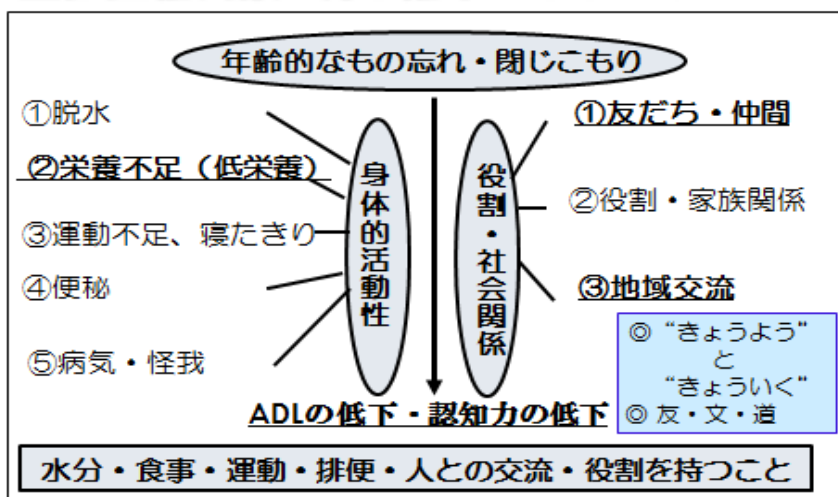 年齢的なもの忘れ・閉じこもり
①脱水
②栄養不足（低栄養）
③運動不足、寝たきり
④便秘
⑤病気・怪我
身体的活動性
役割・社会関係
①友だち・仲間
②役割・家族関係
③地域交流
◎ “きょうよう”
と
“きょういく”
◎ 友・文・道
ADLの低下・認知力の低下
水分・食事・運動・排便・人との交流・役割を持つこと